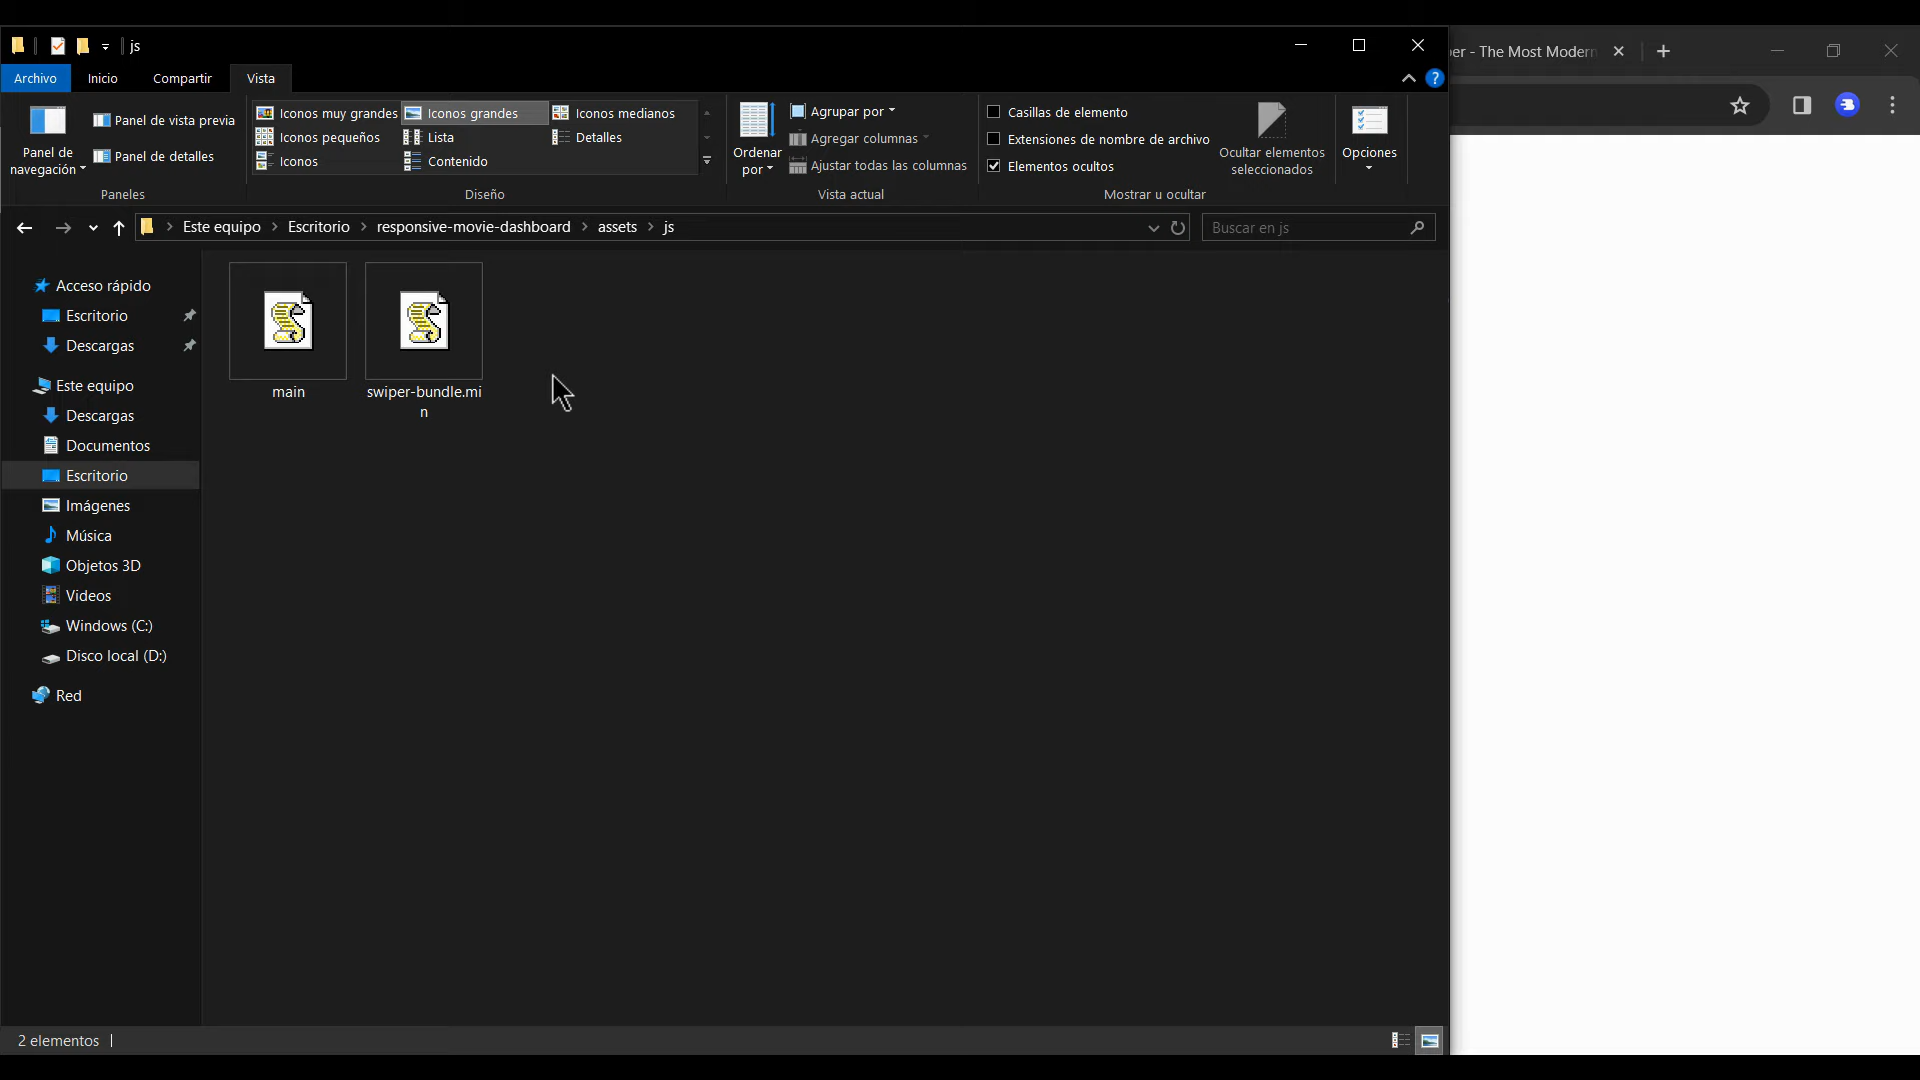 js
er - The Most Modern
Archivo Inicio Compartir Vista
Panel de navegación
Panel de vista previa
Panel de detalles
Paneles
Iconos muy grandes Iconos grandes Iconos medianos
Iconos pequeños Lista Detalles
Iconos Contenido
Diseño
Ordenar por
Agrupar por
Agregar columnas
Ajustar todas las columnas
Vista actual
Casillas de elemento
Extensiones de nombre de archivo
Elementos ocultos
Ocultar elementos
seleccionados
Mostrar u ocultar
Opciones
Este equipo Escritorio responsive-movie-dashboard assets js
Buscar en js
Acceso rápido
Escritorio
Descargas
Este equipo
Descargas
Documentos
Escritorio
Imágenes
Música
Objetos 3D
Videos
Windows (C:)
Disco local (D:)
Red
main
swiper-bundle.mi
n
2 elementos